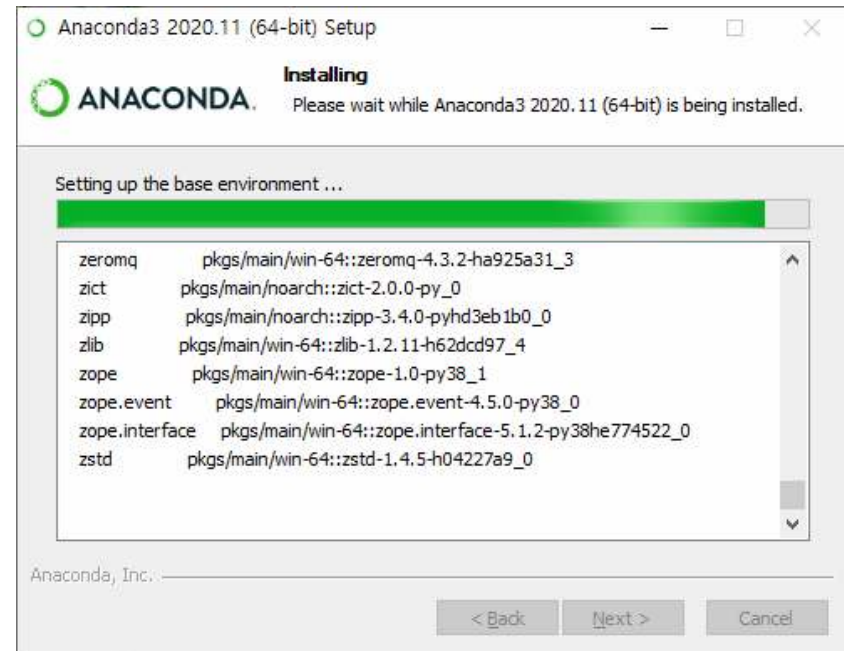 Anaconda3 2020.11 (64-bit) Setup
ANACONDA.
Installing
Please wait while Anaconda3 2020.11 (64-bit) is being installed.
Setting up the base environment ...
zeromq pkgs/main/win-64::zeromq-4.3.2-ha925a31_3
zict pkgs/main/noarch::zict-2.0.0-py_0
zipp pkgs/main/noarch::zipp-3.4.0-pyhd3eb1b0_0
zlib pkgs/main/win-64::zlib-1.2.11-h62dcd97_4
zope pkgs/main/win-64::zope-1.0-py38_1
zope.event pkgs/main/win-64::zope.event-4.5.0-py38_0
zope.interface pkgs/main/win-64::zope.interface-5.1.2-py38he774522_0
zstd pkgs/main/win-64::zstd-1.4.5-h04227a9_0
Anaconda, Inc.
< Back Next > Cancel